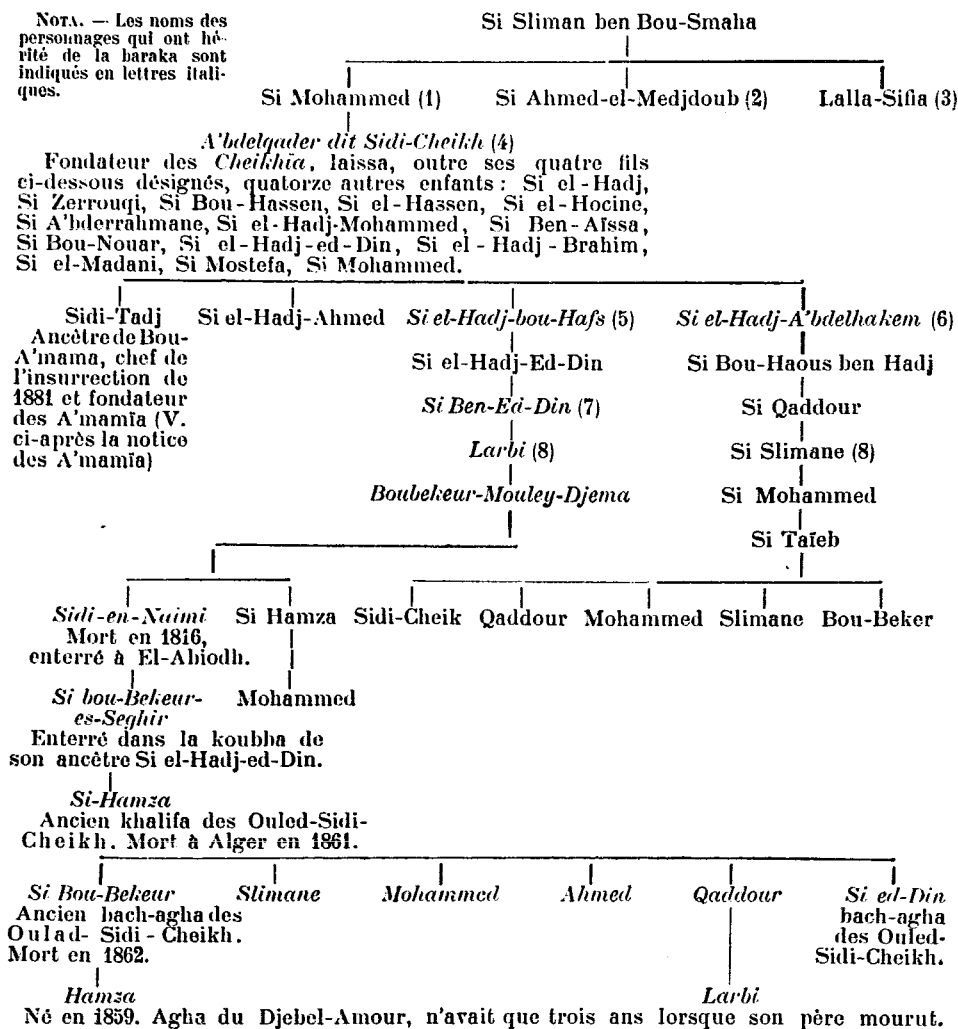 NOTA. — Les noms des
personnages qui ont hé-
rité de la baraka sont
indiqués en lettres itali-
ques.
Si Sliman ben Bou-Smaha
Si Mohammed (1) Si Ahmed-el-Medjdoub (2) Lalla-Sifia (3)
A'bdelqader dit Sidi-Cheikh (4)
Fondateur des Cheikhïa, laissa, outre ses quatre fils
ci-dessous désignés, quatorze autres enfants : Si el-Hadj,
Si Zerrouqi, Si Bou-Hassen, Si el-Hassen, Si el-Hocine,
Si A'bderrahmane, Si el-Hadj-Mohammed, Si Ben-Aïssa,
Si Bou-Nouar, Si el-Hadj-ed-Din, Si el-Hadj-Brahim,
Si el-Madani, Si Mostefa, Si Mohammed.
Sidi-Tadj
Ancêtre de Bou-
A'mama, chef de
l'insurrection de
1881 et fondateur
des A'mamïa (V.
ci-après la notice
des A'mamïa)
Si el-Hadj-Ahmed
Si el-Hadj-bou-Hafs (5)
Si el-Hadj-Ed-Din
Si Ben-Ed-Din (7)
Larbi (8)
Boubekeur-Mouley-Djema
Si el-Hadj-A'bdelhakem (6)
Si Bou-Haous ben Hadj
Si Qaddour
Si Slimane (8)
Si Mohammed
Si Taïeb
Sidi-en-Naimi
Mort en 1816,
enterré à El-Abiodh.
Si Hamza
Sidi-Cheik Qaddour Mohammed Slimane Bou-Beker
Si bou-Bekeur-
es-Seghir
Enterré dans la koubba de
son ancêtre Si el-Hadj-ed-Din.
Mohammed
Si-Hamza
Ancien khalifa des Ouled-Sidi-
Cheikh. Mort à Alger en 1861.
Si Bou-Bekeur
Ancien bach-agha des
Oulad-Sidi-Cheikh.
Mort en 1862.
Slimane Mohammed Ahmed Qaddour
Si ed-Din
bach-agha
des Ouled-
Sidi-Cheikh.
Hamza
Né en 1859. Agha du Djebel-Amour, n'avait que trois ans lorsque son père mourut.
Larbi